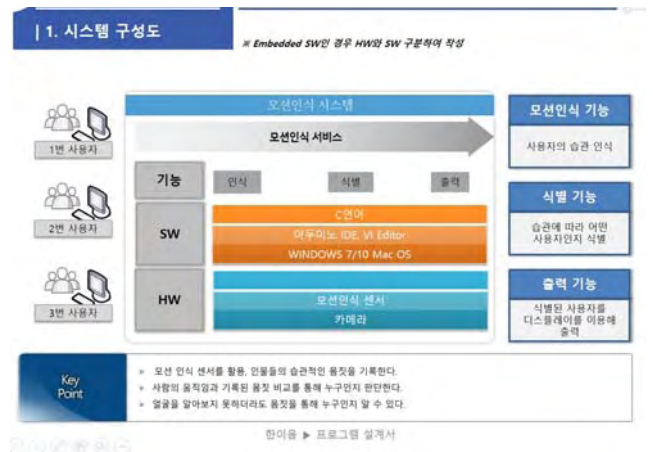 | 1. 시스템 구성도
※ Embedded SW인 경우 HW와 SW 구분하여 작성
모션인식 시스템
모션인식 서비스
기능
인식
식별
출력
SW
C언어
아두이노 IDE, VI Editor
WINDOWS 7/10 Mac OS
HW
모션인식 센서
카메라
1번 사용자
2번 사용자
3번 사용자
모션인식 기능
사용자의 습관 인식
식별 기능
습관에 따라 어떤
사용자인지 식별
출력 기능
식별된 사용자를
디스플레이를 이용해
출력
Key
Point
» 모션 인식 센서를 활용, 인물들의 습관적인 몸짓을 기록한다.
» 사람의 움직임과 기록된 몸짓 비교를 통해 누구인지 판단한다.
» 얼굴을 알아보지 못하더라도 몸짓을 통해 누구인지 알 수 있다.
한이음 ▶ 프로그램 설계서